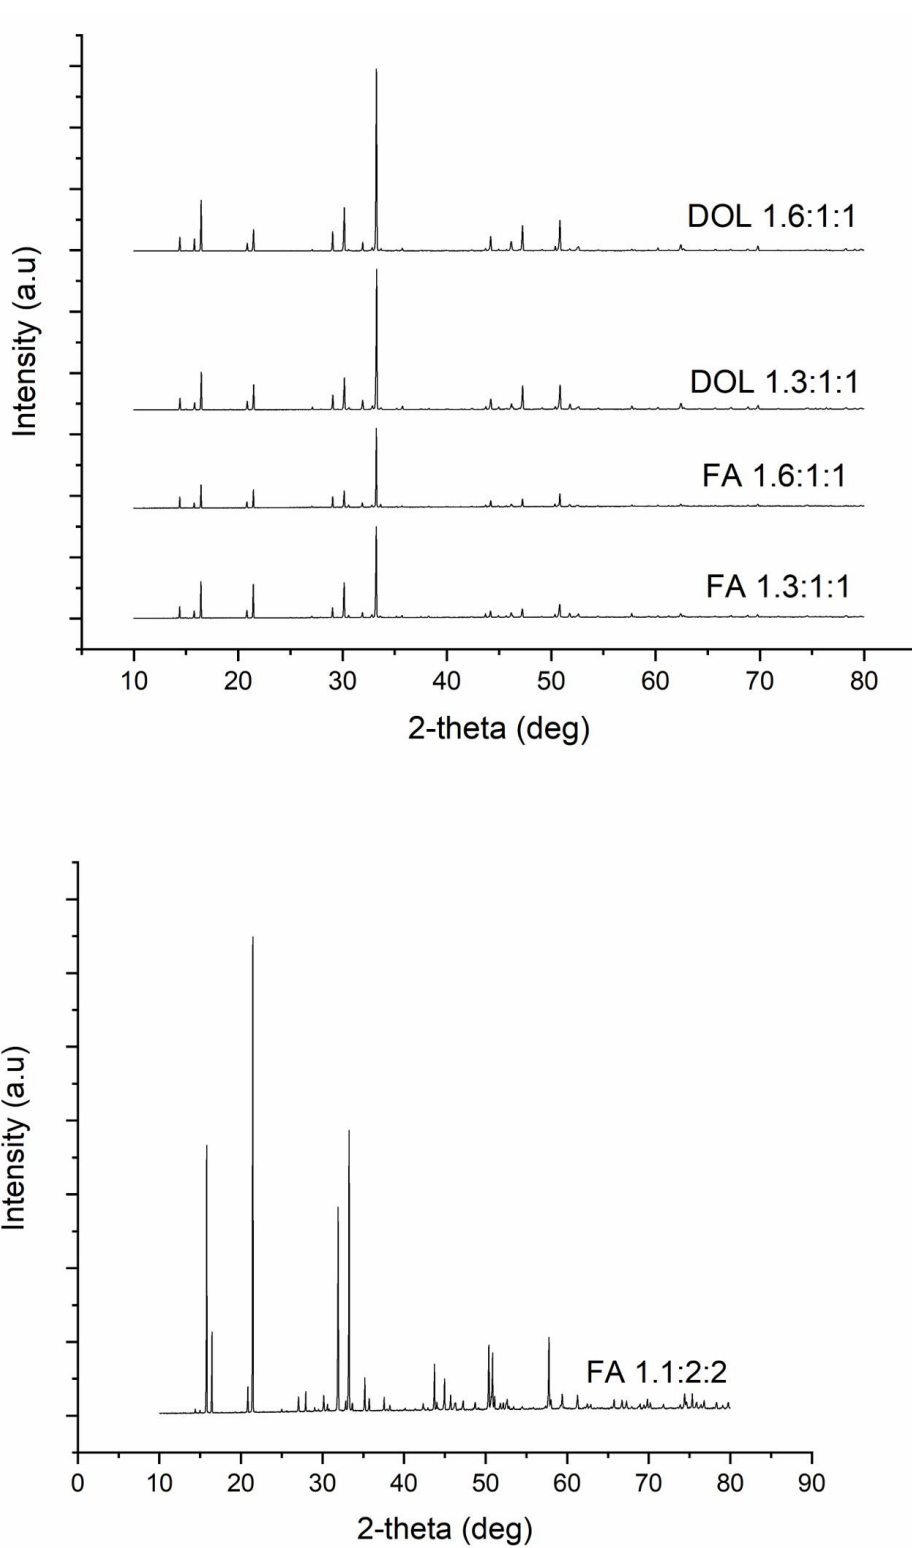 Intensity (a.u)
DOL 1.6:1:1
DOL 1.3:1:1
FA 1.6:1:1
FA 1.3:1:1
10 20 30 40 50 60 70 80
2-theta (deg)
Intensity (a.u)
FA 1.1:2:2
0 10 20 30 40 50 60 70 80 90
2-theta (deg)